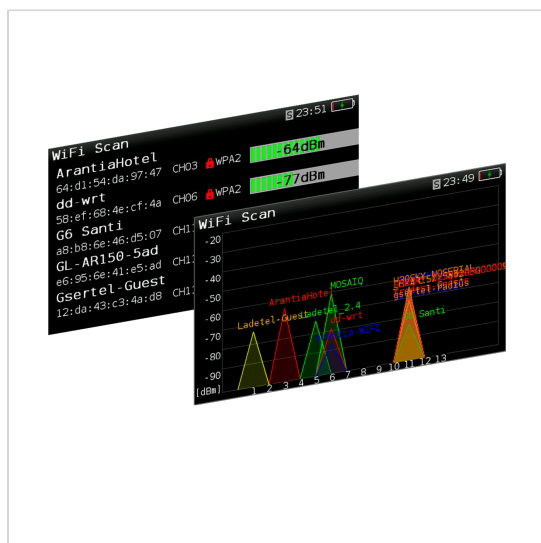 S 23:51
WiFi Scan
ArantiaHotel
64:d1:54:da:97:47 CH03 WPA2 -64dBm
dd-wrt
58:ef:68:4e:cf:4a CH06 WPA2 -77dBm
G6 Santi
a8:b8:6e:46:d5:07
GL-AR150-5ad
e6:95:6e:41:e5:ad
Gsertel-Guest
12:da:43:c3:4a:d8
S 23:49
WiFi Scan
-20
-30
-40
-50
-60
-70
-80
-90
[dBm]
MOSAIQ
ArantiaHotel
Ladetel-Guest
Ladetel_2.4
dd-wrt
Santi
1 2 3 4 5 6 7 8 9 10 11 12 13